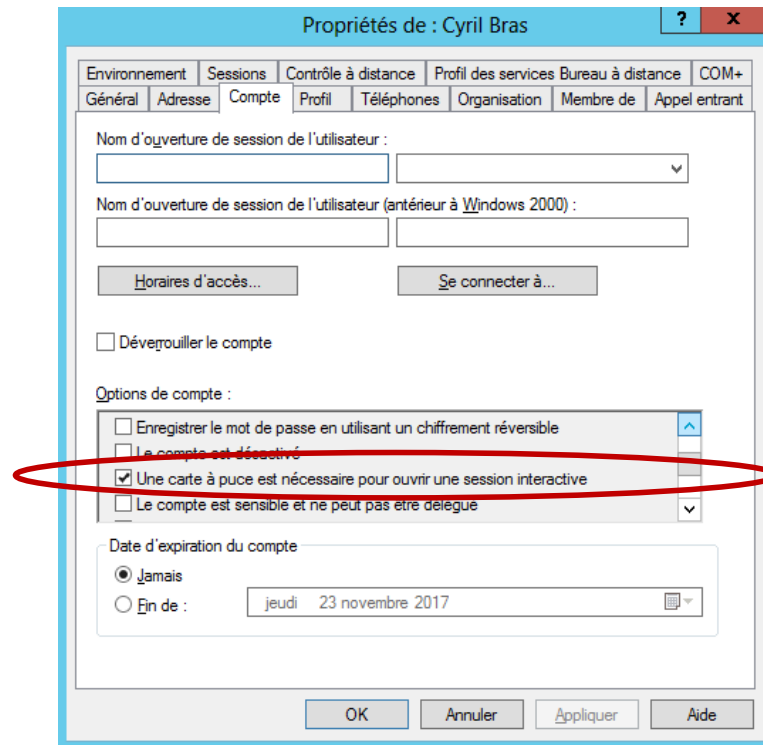 Propriétés de : Cyril Bras
?
x
Environnement Sessions Contrôle à distance Profil des services Bureau à distance COM+
Général Adresse Compte Profil Téléphones Organisation Membre de Appel entrant
Nom d'ouverture de session de l'utilisateur :
Nom d'ouverture de session de l'utilisateur (antérieur à Windows 2000) :
Horaires d'accès... Se connecter à...
Déverrouiller le compte
Options de compte :
Enregistrer le mot de passe en utilisant un chiffrement réversible
Le compte est désactivé
Une carte à puce est nécessaire pour ouvrir une session interactive
Le compte est sensible et ne peut pas être délégué
Date d'expiration du compte
Jamais
Fin de : jeudi 23 novembre 2017
OK Annuler Appliquer Aide